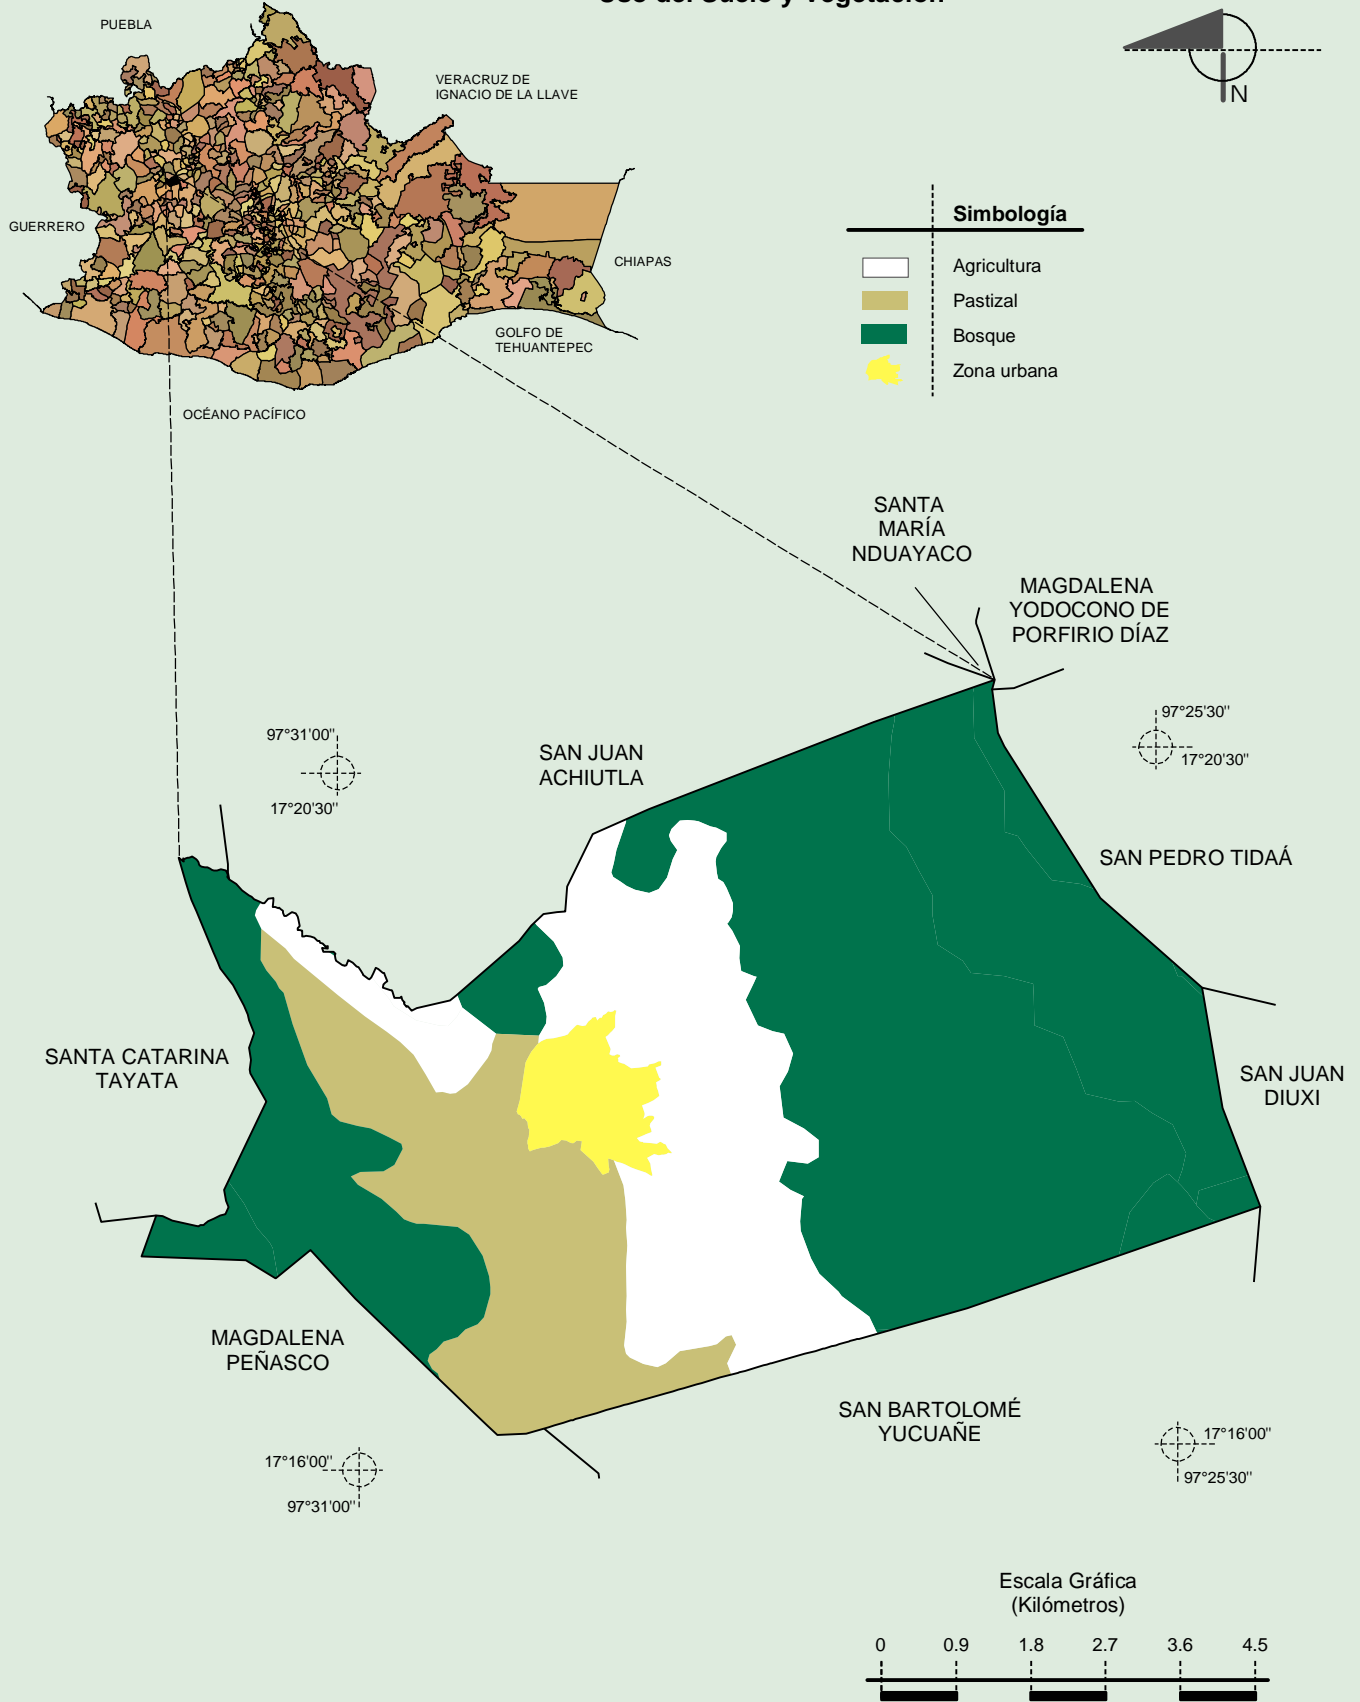 Uso del Suelo y Vegetación
PUEBLA
VERACRUZ DE
IGNACIO DE LA LLAVE
N
GUERRERO
CHIAPAS
GOLFO DE
TEHUANTEPEC
OCÉANO PACÍFICO
Simbología
Agricultura
Pastizal
Bosque
Zona urbana
SANTA
MARÍA
NDUAYACO
MAGDALENA
YODOCONO DE
PORFIRIO DÍAZ
97°31'00"
17°20'30"
SAN JUAN
ACHIUTLA
97°25'30"
17°20'30"
SAN PEDRO TIDAÁ
SANTA CATARINA
TAYATA
SAN JUAN
DIUXI
MAGDALENA
PEÑASCO
SAN BARTOLOMÉ
YUCUAÑE
17°16'00"
97°31'00"
17°16'00"
97°25'30"
Escala Gráfica
(Kilómetros)
0 0.9 1.8 2.7 3.6 4.5